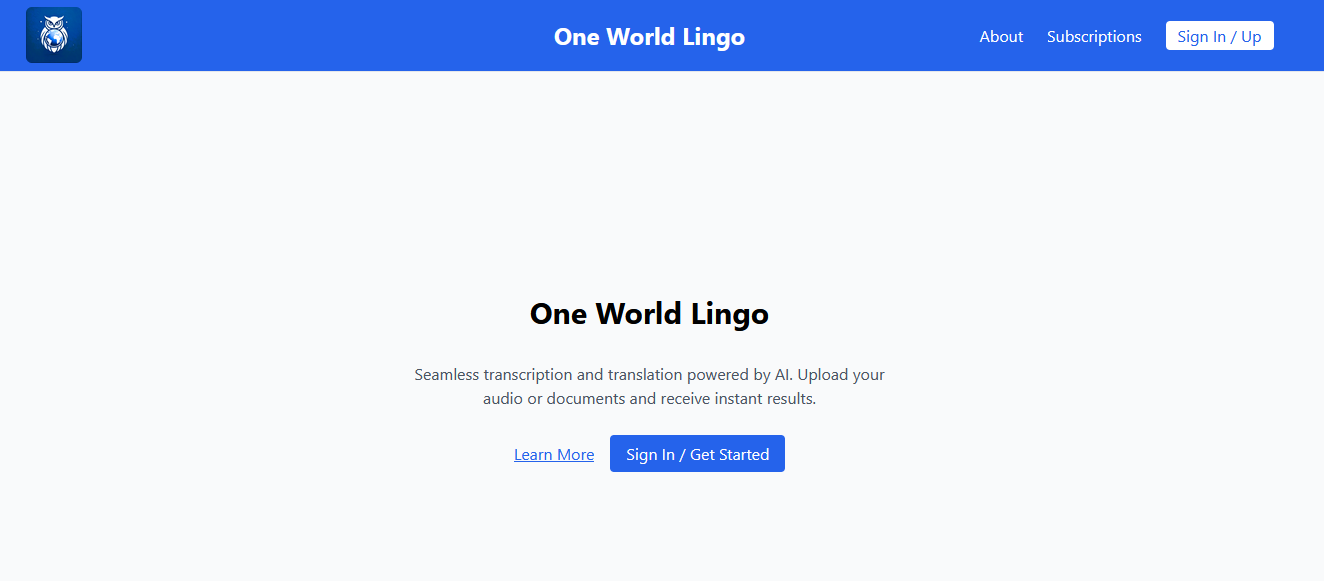 One World Lingo
About
Subscriptions
Sign In / Up
One World Lingo
Seamless transcription and translation powered by AI. Upload your
audio or documents and receive instant results.
Learn More
Sign In / Get Started